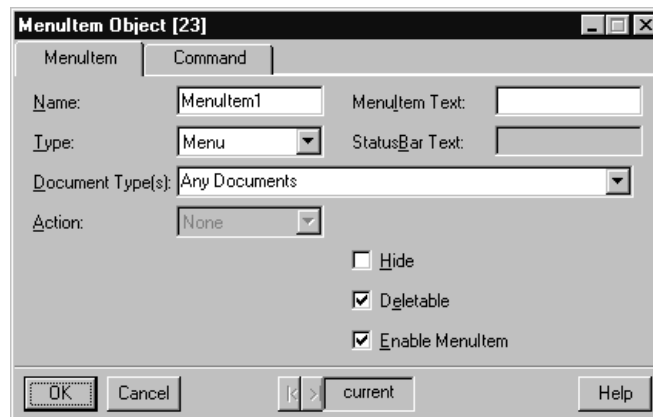 MenuItem Object [23]
MenuItem Command
Name: MenuItem1 MenuItem Text:
Type: Menu StatusBar Text:
Document Type(s): Any Documents
Action: None
Hide
Deletable
Enable MenuItem
OK Cancel current Help